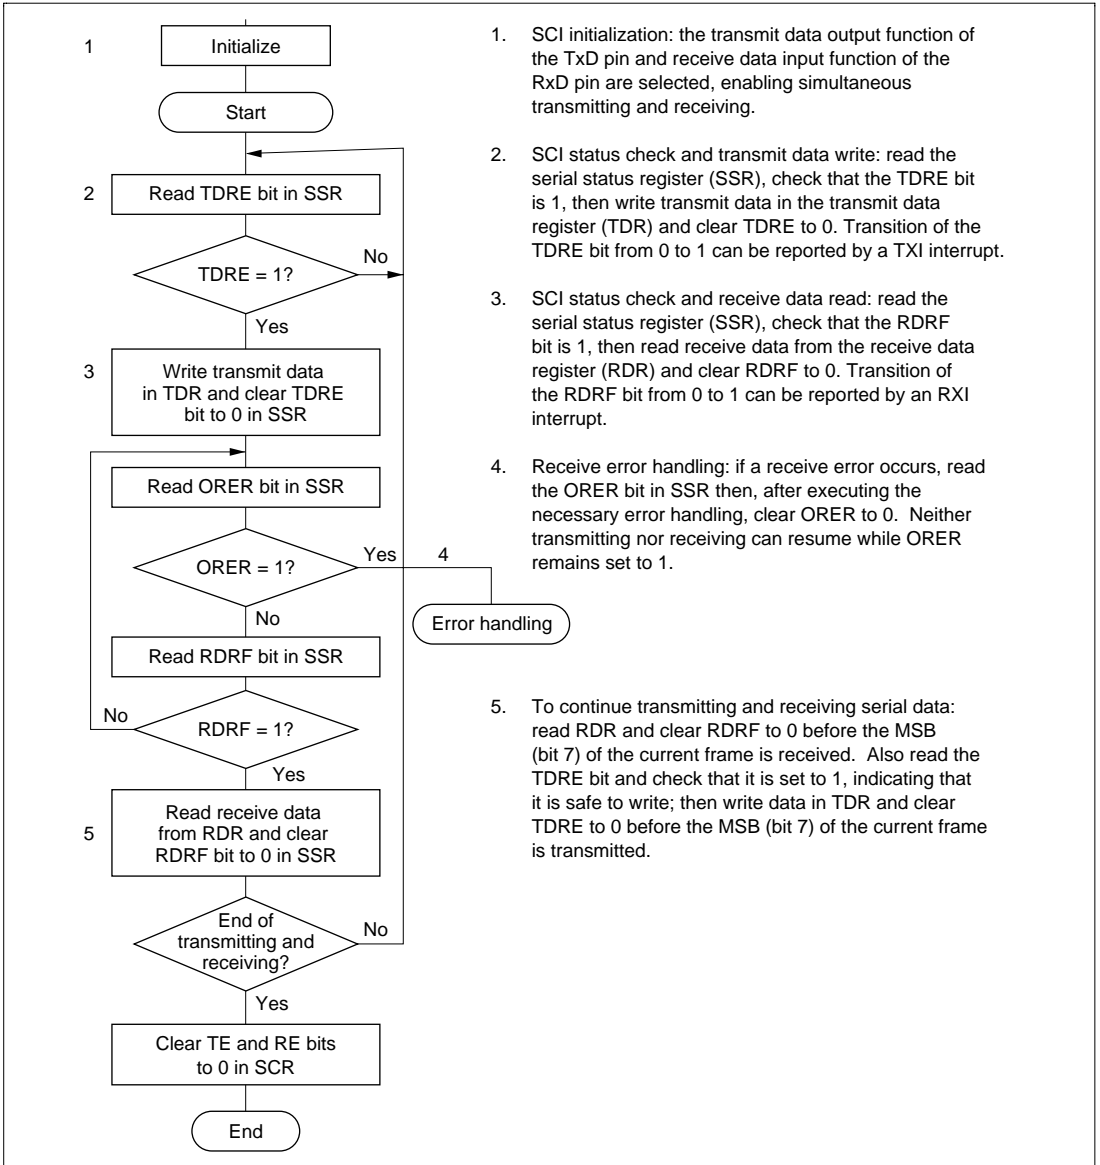 1
Initialize
Start
2
Read TDRE bit in SSR
TDRE = 1?
No
Yes
3
Write transmit data
in TDR and clear TDRE
bit to 0 in SSR
Read ORER bit in SSR
ORER = 1?
Yes
4
Error handling
No
Read RDRF bit in SSR
No
RDRF = 1?
Yes
5
Read receive data
from RDR and clear
RDRF bit to 0 in SSR
End of
transmitting and
receiving?
No
Yes
Clear TE and RE bits
to 0 in SCR
End
1. SCI initialization: the transmit data output function of
the TxD pin and receive data input function of the
RxD pin are selected, enabling simultaneous
transmitting and receiving.
2. SCI status check and transmit data write: read the
serial status register (SSR), check that the TDRE bit
is 1, then write transmit data in the transmit data
register (TDR) and clear TDRE to 0. Transition of the
TDRE bit from 0 to 1 can be reported by a TXI interrupt.
3. SCI status check and receive data read: read the
serial status register (SSR), check that the RDRF
bit is 1, then read receive data from the receive data
register (RDR) and clear RDRF to 0. Transition of
the RDRF bit from 0 to 1 can be reported by an RXI
interrupt.
4. Receive error handling: if a receive error occurs, read
the ORER bit in SSR then, after executing the
necessary error handling, clear ORER to 0. Neither
transmitting nor receiving can resume while ORER
remains set to 1.
5. To continue transmitting and receiving serial data:
read RDR and clear RDRF to 0 before the MSB
(bit 7) of the current frame is received. Also read the
TDRE bit and check that it is set to 1, indicating that
it is safe to write; then write data in TDR and clear
TDRE to 0 before the MSB (bit 7) of the current frame
is transmitted.